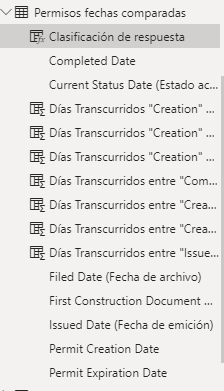 Permisos fechas comparadas
Clasificación de respuesta
Completed Date
Current Status Date (Estado ac...
Días Transcurridos "Creation" ...
Días Transcurridos "Creation" ...
Días Transcurridos "Creation" ...
Días Transcurridos entre "Com...
Días Transcurridos entre "Crea...
Días Transcurridos entre "Crea...
Días Transcurridos entre "Issue...
Filed Date (Fecha de archivo)
First Construction Document ...
Issued Date (Fecha de emición)
Permit Creation Date
Permit Expiration Date